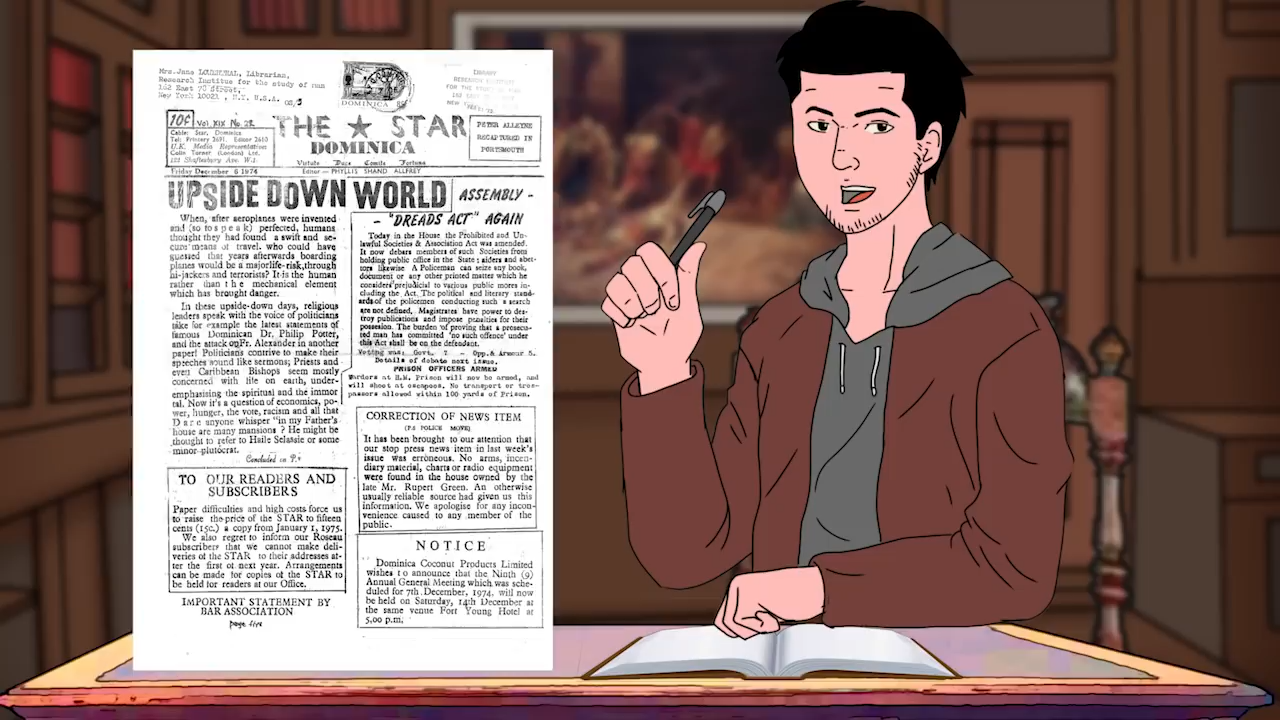 Mrs. Jane
Research Institute for the study of man
162 East 70 Street,
New York 10021, N.Y. U.S.A.
DOMINICA
LIBRARY
10¢ Vol. XIX No.
Cable: Star, Dominica
Tel: Printery 2691, Editor 2610
U.K. Media Representation
Colin Turner (London) Ltd.
122 Shaftesbury Ave. W.1.
THE ★ STAR
DOMINICA
PETER ALLEYNE
RECAPTURED IN
PORTSMOUTH
Friday December 6 1974
Editor — PHYLLIS SHAND ALLFREY
UPSIDE DOWN WORLD
When, after aeroplanes were invented
and (so to speak) perfected, humans
thought they had found a swift and se-
cure means of travel, who could have
guessed that years afterwards boarding
planes would be a major life-risk, through
hi-jackers and terrorists? It is the human
rather than the mechanical element
which has brought danger.
In these upside-down days, religious
leaders speak with the voice of politicians
take for example the latest statements of
famous Dominican Dr. Philip Potter,
and the attack on Fr. Alexander in another
paper! Politicians contrive to make their
speeches sound like sermons; Priests and
even Caribbean Bishops seem mostly
concerned with life on earth, under-
emphasising the spiritual and the immor
tal. Now it's a question of economics, po-
wer, hunger, the vote, racism and all that
Dare anyone whisper "in my Father's
house are many mansions? He might be
thought to refer to Haile Selassie or some
minor plutocrat.
Concluded in P.4
TO OUR READERS AND
SUBSCRIBERS
Paper difficulties and high costs force us
to raise the price of the STAR to fifteen
cents (15c.) a copy from January 1, 1975.
We also regret to inform our Roseau
subscribers that we cannot make deli-
veries of the STAR to their addresses af-
ter the first of next year. Arrangements
can be made for copies of the STAR to
be held for readers at our Office.
IMPORTANT STATEMENT BY
BAR ASSOCIATION
page five
ASSEMBLY -
- "DREADS ACT" AGAIN
Today in the House the Prohibited and Un-
lawful Societies & Association Act was amended.
It now debars members of such Societies from
holding public office in the State; aiders and abet-
tors likewise A Policeman can seize any book,
document or any other printed matter which he
considers prejudicial to various public mores in-
cluding the Act. The political and literary stand-
ards of the policemen conducting such a search
are not defined, Magistrates have power to des-
troy publications and impose penalties for their
possesion. The burden of proving that a prosecu-
ted man has committed 'no such offence' under
this Act shall be on the defendant.
Voting was: Govt. 7 - Opp. & Armour 5.
Details of debate next issue.
PRISON OFFICERS ARMED
Warders at H.M. Prison will now be armed, and
will shoot at escapees. No transport or tres-
passers allowed within 100 yards of Prison.
CORRECTION OF NEWS ITEM
It has been brought to our attention that
our stop press news item in last week's
issue was erroneous. No arms, incen-
diary material, charts or radio equipment
were found in the house owned by the
late Mr. Rupert Green. An otherwise
usually reliable source had given us this
information. We apologise for any incon-
venience caused to any member of the
public.
NOTICE
Dominica Coconut Products Limited
wishes to announce that the Ninth (9)
Annual General Meeting which was sche-
duled for 7th December, 1974, will now
be held on Saturday, 14th December at
the same venue Fort Young Hotel at
5.00 p.m.